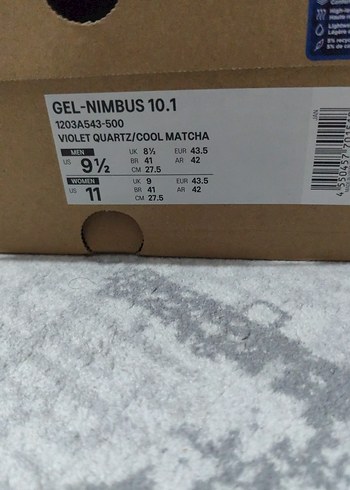 GEL-NIMBUS 10.1
1203A543-500
VIOLET QUARTZ/COOL MATCHA
MEN
US 9½
UK 8½ EUR 43.5
BR 41 AR 42
CM 27.5
WOMEN
US 11
UK 9 EUR 43.5
BR 41 AR 42
CM 27.5
JAN